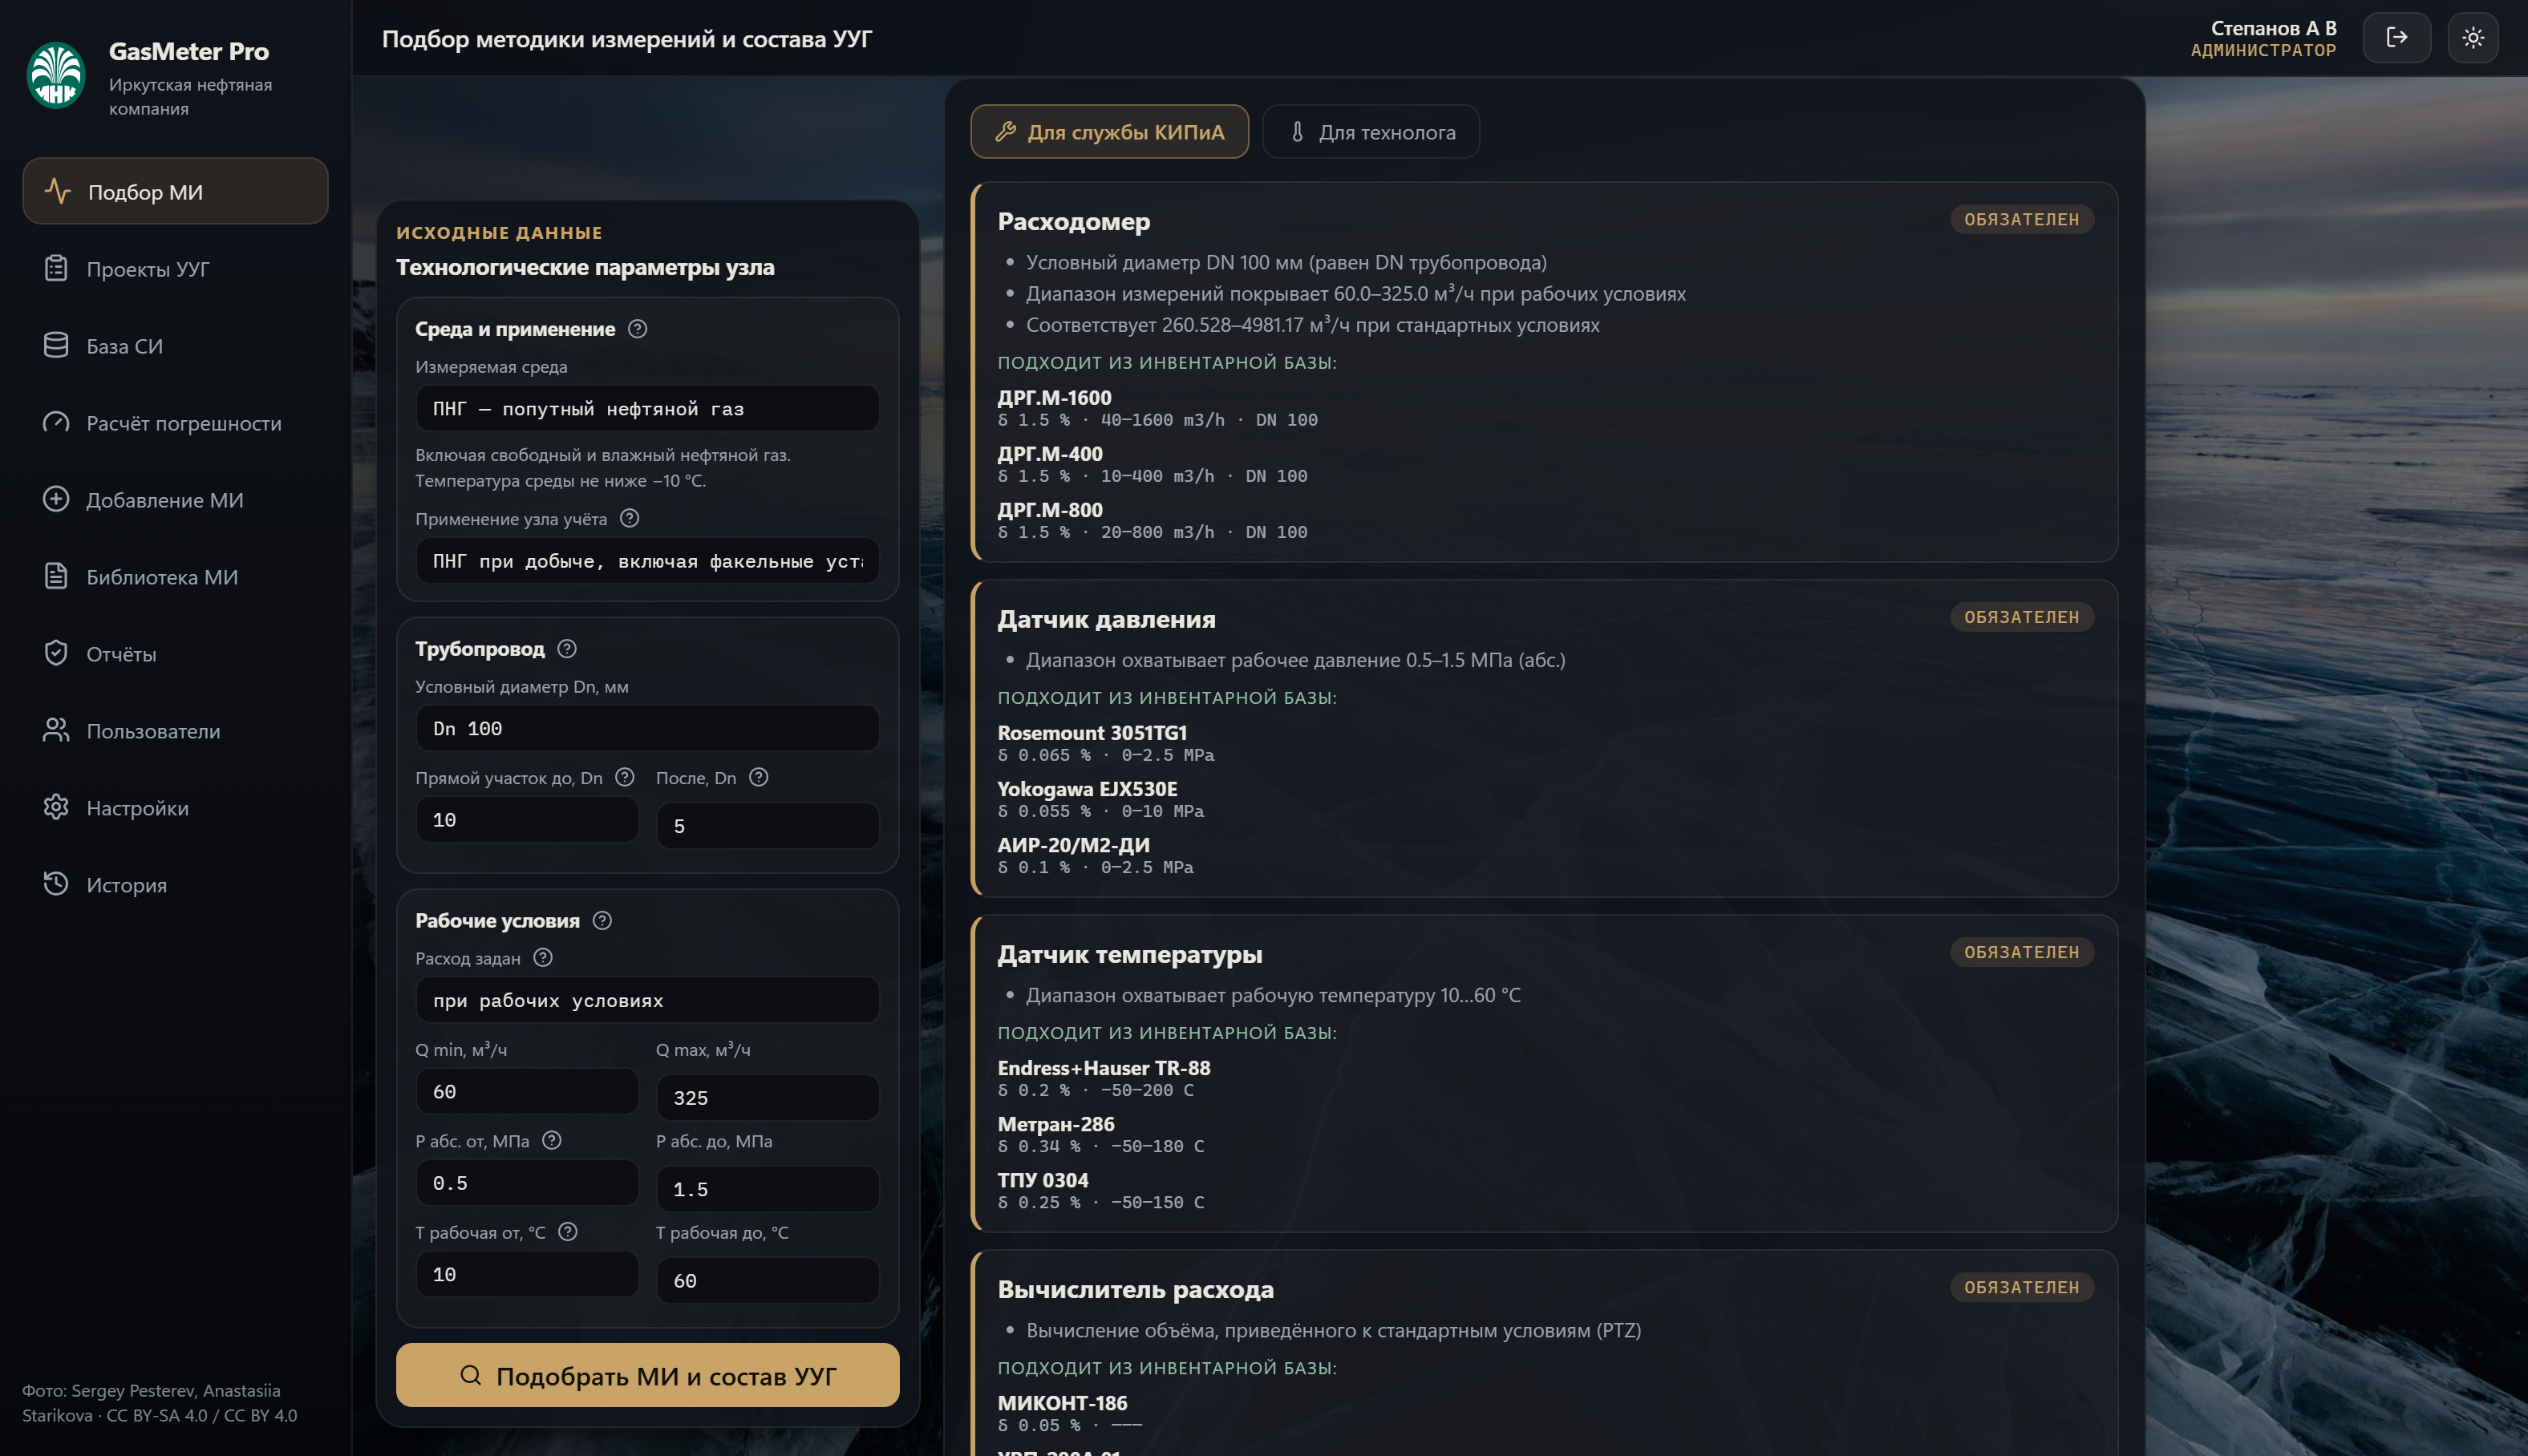 GasMeter Pro
Иркутская нефтяная
компания
ИНК
Подбор МИ
Проекты УУГ
База СИ
Расчёт погрешности
Добавление МИ
Библиотека МИ
Отчёты
Пользователи
Настройки
История
Фото: Sergey Pesterev, Anastasiia
Starikova · CC BY-SA 4.0 / CC BY 4.0
Подбор методики измерений и состава УУГ
Степанов А В
АДМИНИСТРАТОР
ИСХОДНЫЕ ДАННЫЕ
Технологические параметры узла
Среда и применение
Измеряемая среда
ПНГ — попутный нефтяной газ
Включая свободный и влажный нефтяной газ.
Температура среды не ниже −10 °C.
Применение узла учёта
ПНГ при добыче, включая факельные
Трубопровод
Условный диаметр Dn, мм
Dn 100
Прямой участок до, Dn После, Dn
10 5
Рабочие условия
Расход задан
при рабочих условиях
Q min, м³/ч Q max, м³/ч
60 325
P абс. от, МПа P абс. до, МПа
0.5 1.5
T рабочая от, °C T рабочая до, °C
10 60
Подобрать МИ и состав УУГ
Для службы КИПиА Для технолога
Расходомер ОБЯЗАТЕЛЕН
• Условный диаметр DN 100 мм (равен DN трубопровода)
• Диапазон измерений покрывает 60.0–325.0 м³/ч при рабочих условиях
• Соответствует 260.528–4981.17 м³/ч при стандартных условиях
ПОДХОДИТ ИЗ ИНВЕНТАРНОЙ БАЗЫ:
ДРГ.М-1600
δ 1.5 % · 40–1600 m3/h · DN 100
ДРГ.М-400
δ 1.5 % · 10–400 m3/h · DN 100
ДРГ.М-800
δ 1.5 % · 20–800 m3/h · DN 100
Датчик давления ОБЯЗАТЕЛЕН
• Диапазон охватывает рабочее давление 0.5–1.5 МПа (абс.)
ПОДХОДИТ ИЗ ИНВЕНТАРНОЙ БАЗЫ:
Rosemount 3051TG1
δ 0.065 % · 0–2.5 MPa
Yokogawa EJX530E
δ 0.055 % · 0–10 MPa
АИР-20/М2-ДИ
δ 0.1 % · 0–2.5 MPa
Датчик температуры ОБЯЗАТЕЛЕН
• Диапазон охватывает рабочую температуру 10…60 °C
ПОДХОДИТ ИЗ ИНВЕНТАРНОЙ БАЗЫ:
Endress+Hauser TR-88
δ 0.2 % · −50–200 C
Метран-286
δ 0.34 % · −50–180 C
ТПУ 0304
δ 0.25 % · −50–150 C
Вычислитель расхода ОБЯЗАТЕЛЕН
• Вычисление объёма, приведённого к стандартным условиям (PTZ)
ПОДХОДИТ ИЗ ИНВЕНТАРНОЙ БАЗЫ:
МИКОНТ-186
δ 0.05 % · –––